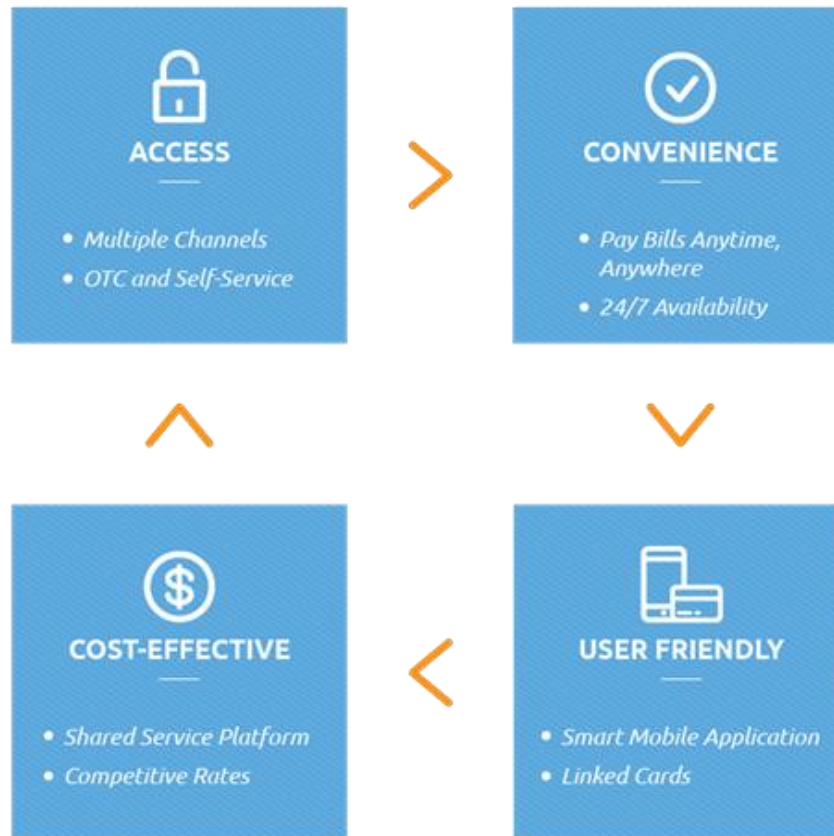 ACCESS
• Multiple Channels
• OTC and Self-Service
CONVENIENCE
• Pay Bills Anytime,
Anywhere
• 24/7 Availability
COST-EFFECTIVE
• Shared Service Platform
• Competitive Rates
USER FRIENDLY
• Smart Mobile Application
• Linked Cards